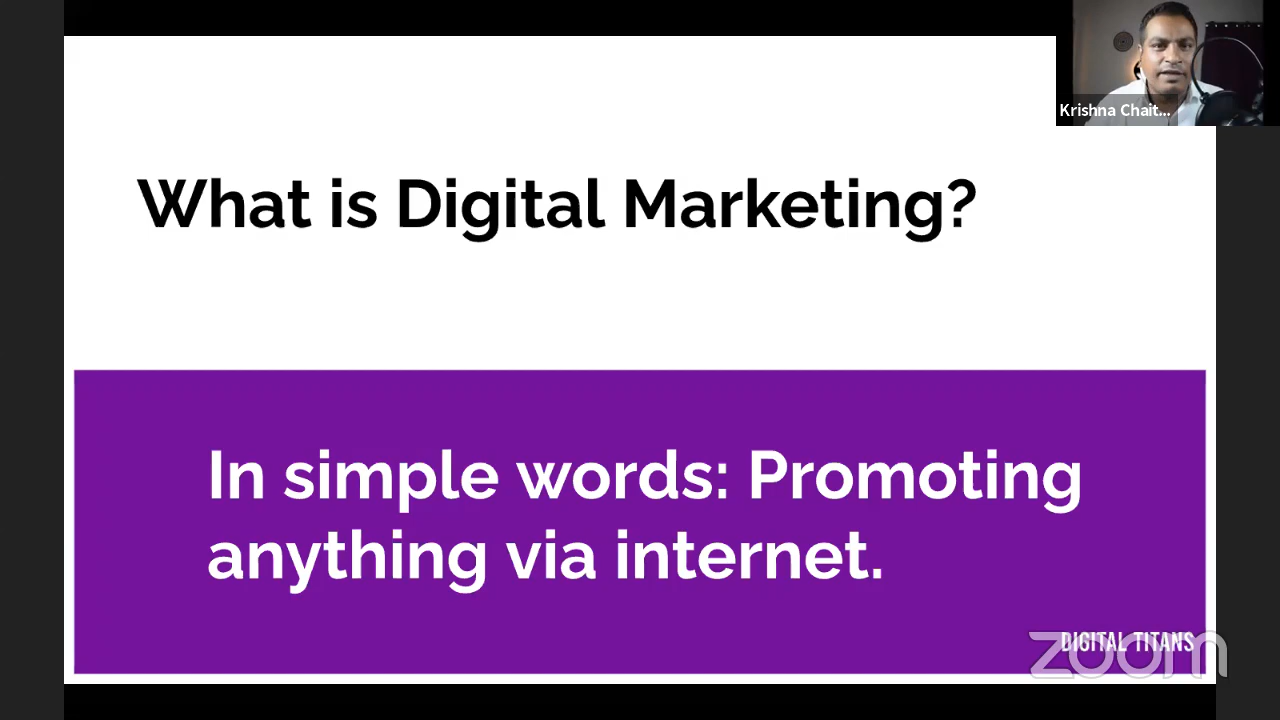 Krishna Chait...
What is Digital Marketing?
In simple words: Promoting
anything via internet.
DIGITAL TITANS
zoom